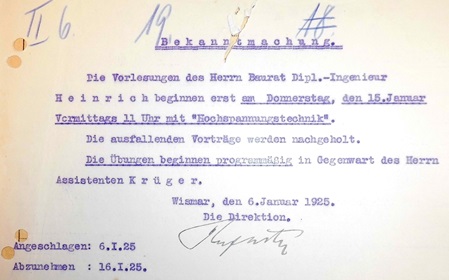 II 6 19 18
Bekanntmachung.
Die Vorlesungen des Herrn Baurat Dipl.-Ingenieur
Heinrich beginnen erst am Donnerstag, den 15.Januar
Vormittags 11 Uhr mit "Hochspannungstechnik".
Die ausfallenden Vorträge werden nachgeholt.
Die Übungen beginnen programmäßig in Gegenwart des Herrn
Assistenten Krüger.
Wismar, den 6.Januar 1925.
Die Direktion.
Angeschlagen: 6.I.25
Abzunehmen : 16.I.25.